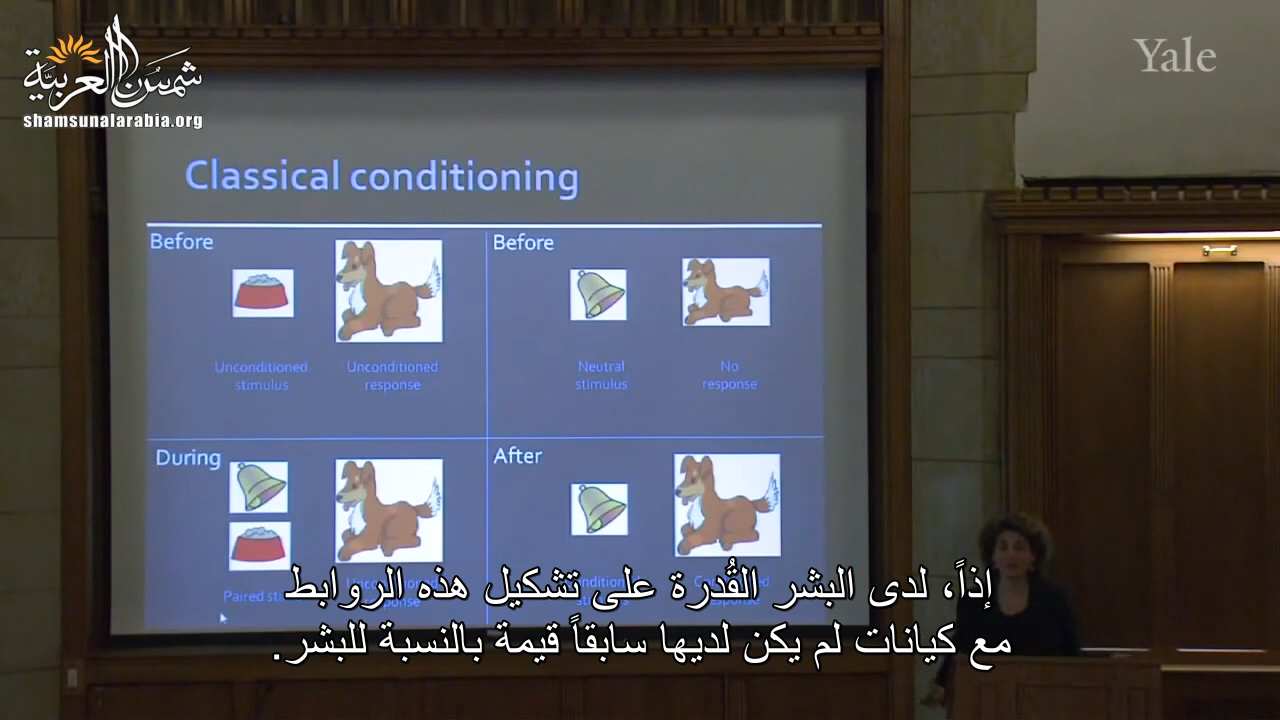 شمس العربية
shamsunalarabia.org
Yale
Classical conditioning
Before
Unconditioned
stimulus
Unconditioned
response
Before
Neutral
stimulus
No
response
During
Paired
After
إذاً، لدى البشر القُدرة على تشكيل هذه الروابط
مع كيانات لم يكن لديها سابقاً قيمة بالنسبة للبشر.